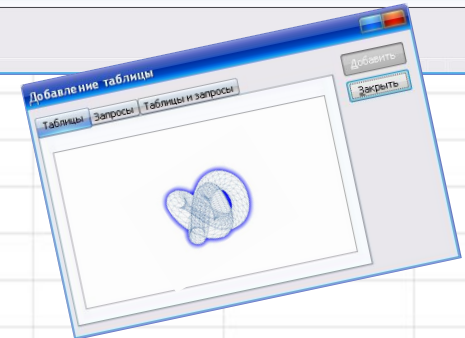 Добавление таблицы
Добавить
Закрыть
Таблицы Запросы Таблицы и запросы